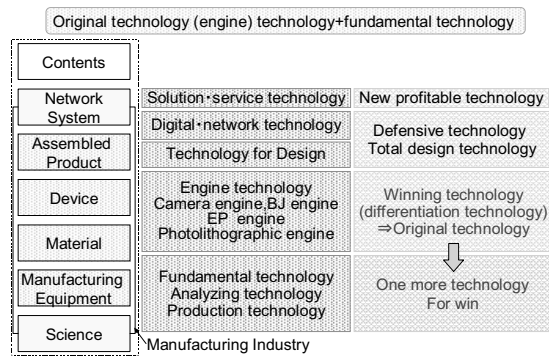 Original technology (engine) technology+fundamental technology
Contents
Network
System
Assembled
Product
Device
Material
Manufacturing
Equipment
Science
Solution・service technology
Digital・network technology
Technology for Design
Engine technology
Camera engine,BJ engine
EP engine
Photolithographic engine
Fundamental technology
Analyzing technology
Production technology
New profitable technology
Defensive technology
Total design technology
Winning technology
(differentiation technology)
⇒Original technology
One more technology
For win
Manufacturing Industry